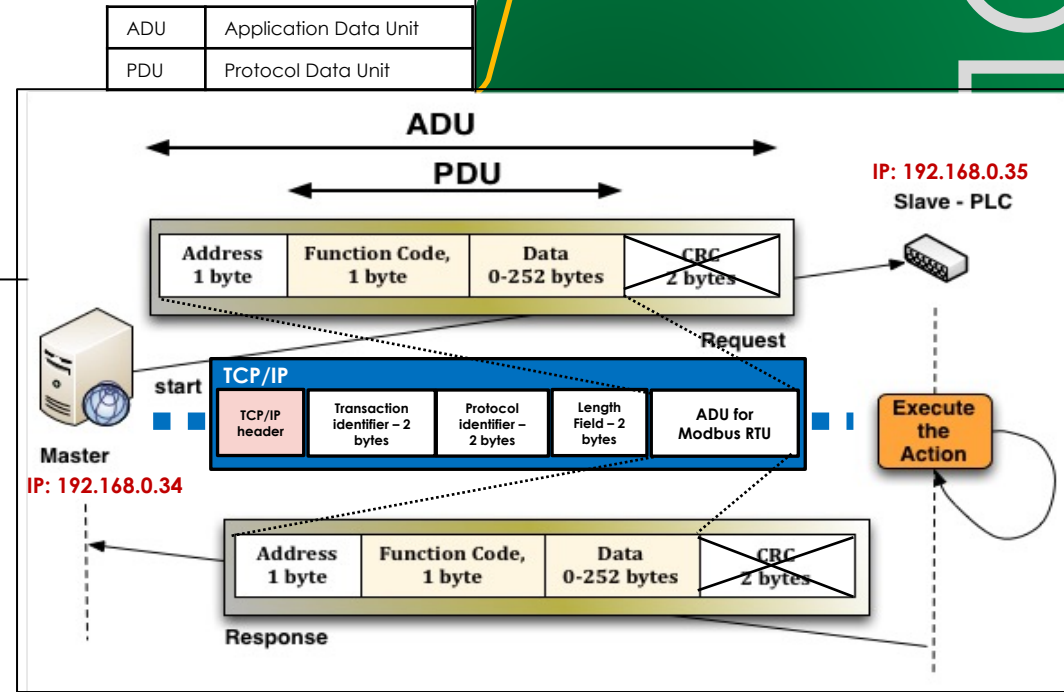 ADU Application Data Unit
PDU Protocol Data Unit
ADU
PDU
IP: 192.168.0.35
Slave - PLC
Address
1 byte
Function Code,
1 byte
Data
0-252 bytes
CRC
2 bytes
Request
start
TCP/IP
TCP/IP
header
Transaction
identifier – 2
bytes
Protocol
identifier –
2 bytes
Length
Field – 2
bytes
ADU for
Modbus RTU
Execute
the
Action
Master
IP: 192.168.0.34
Address
1 byte
Function Code,
1 byte
Data
0-252 bytes
CRC
2 bytes
Response